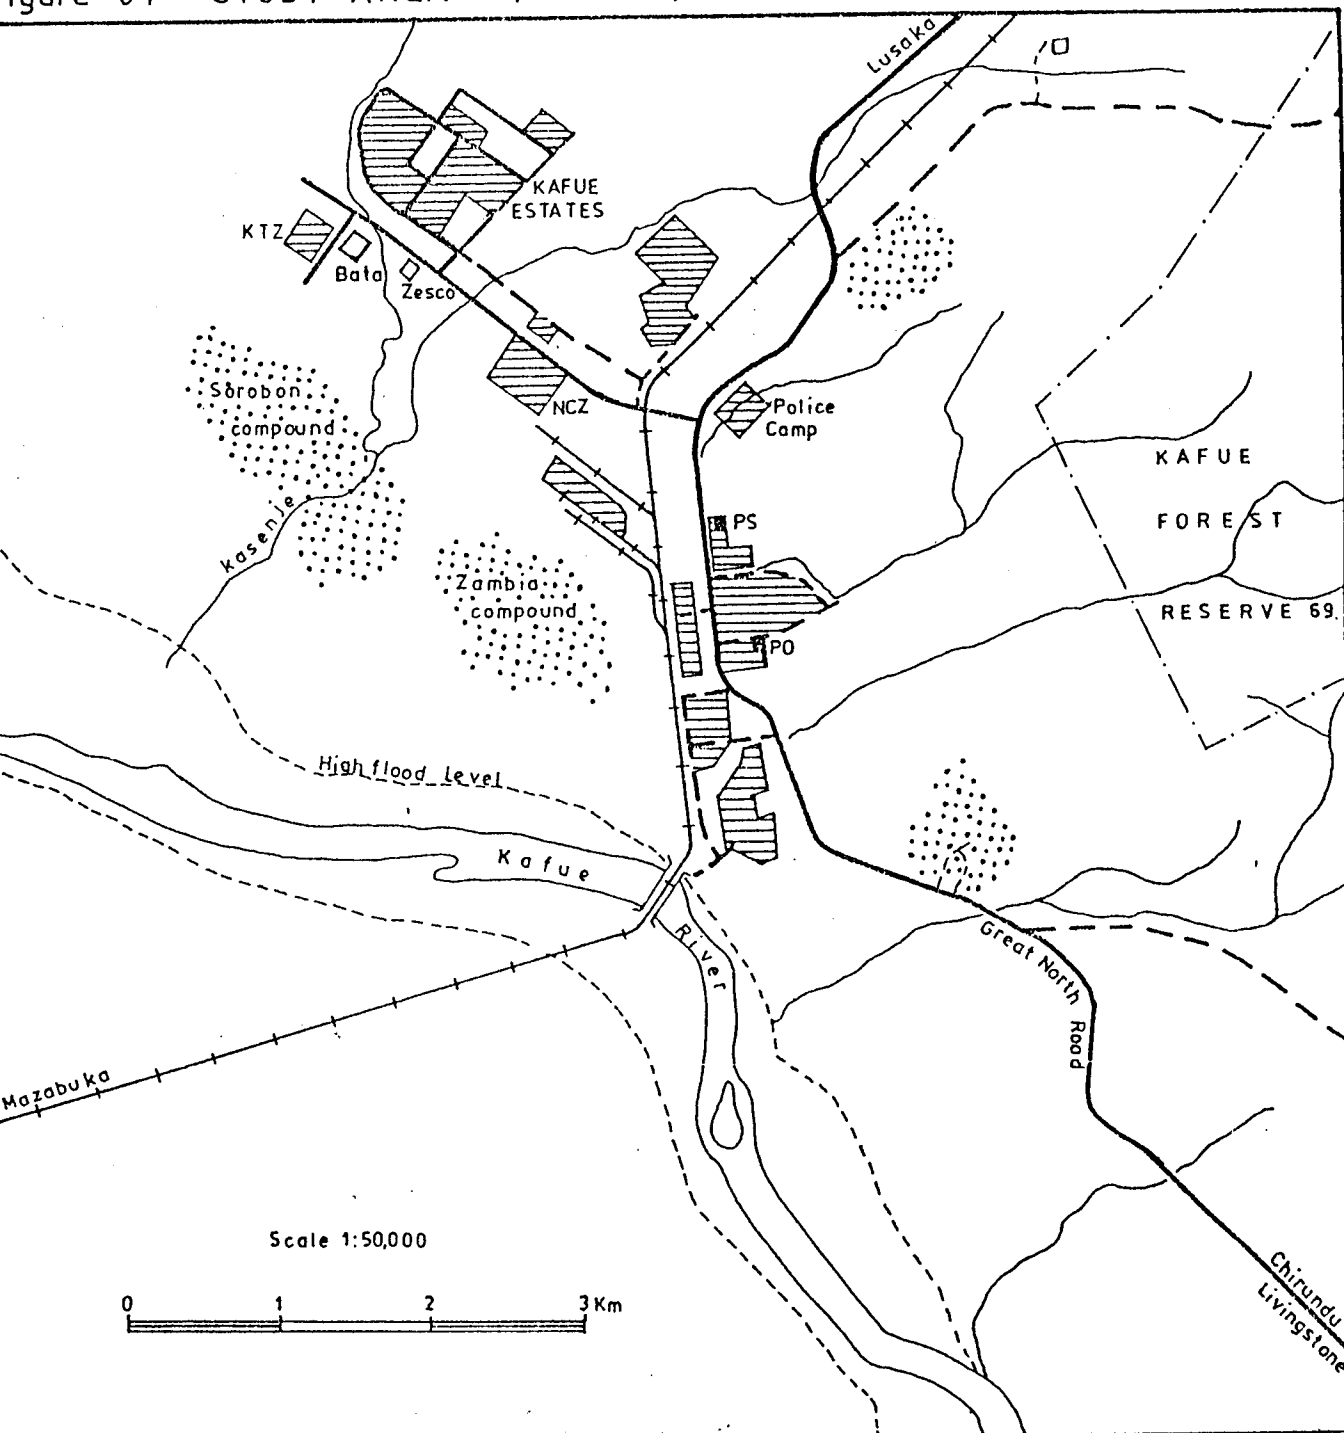 STUDY AREA
Lusaka
KAFUE
ESTATES
KTZ
Bata
Zesco
Sorobon
compound
NCZ
Police
Camp
KAFUE
FOREST
RESERVE 69.
PS
kasenje
Zambia
compound
PO
High flood Level
Kafue
River
Great North Road
Mazabuka
Scale 1:50,000
0 1 2 3 Km
Chirundu
Livingstone